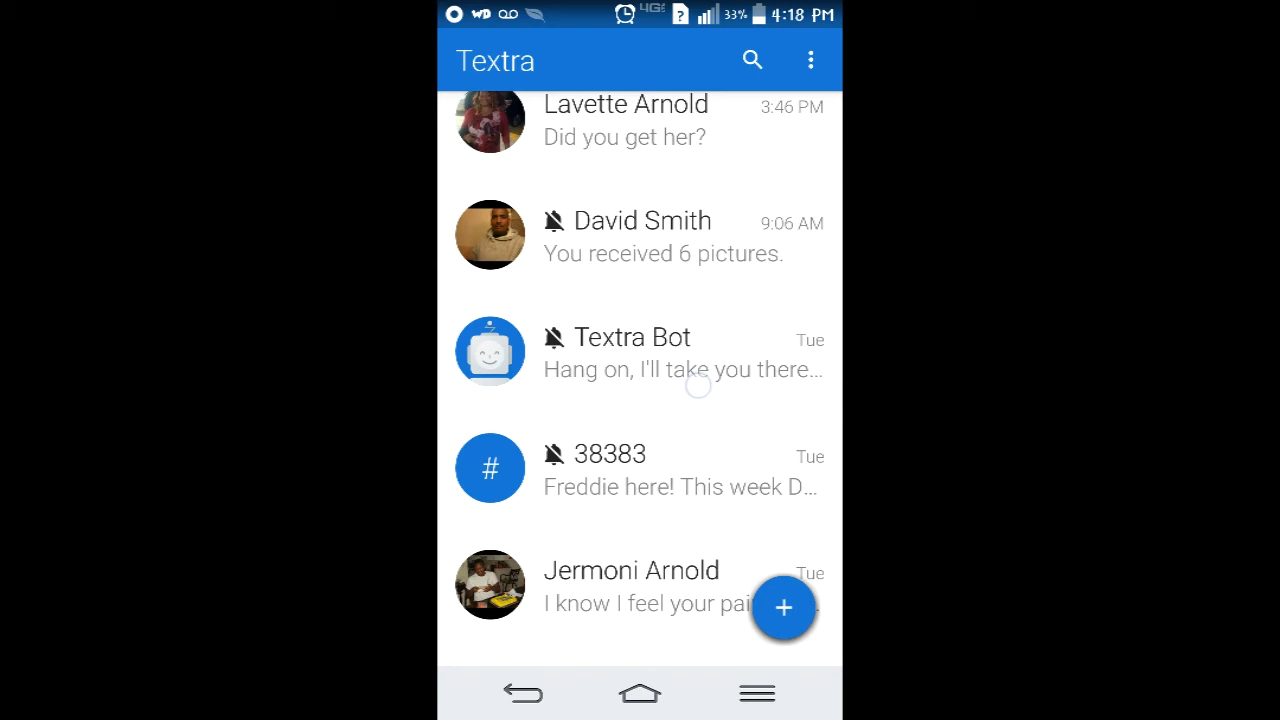 WD 4G 33% 4:18 PM
Textra
Lavette Arnold 3:46 PM
Did you get her?
David Smith 9:06 AM
You received 6 pictures.
Textra Bot Tue
Hang on, I'll take you there...
# 38383 Tue
Freddie here! This week D...
Jermoni Arnold Tue
I know I feel your pai